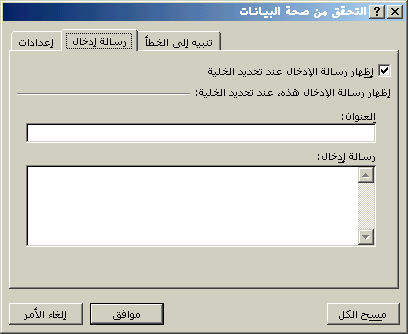 التحقق من صحة البيانات
إعدادات
رسالة إدخال
تنبيه إلى الخطأ
إظهار رسالة الإدخال عند تحديد الخلية
إظهار رسالة الإدخال هذه، عند تحديد الخلية:
العنوان:
رسالة إدخال:
مسح الكل
موافق
إلغاء الأمر